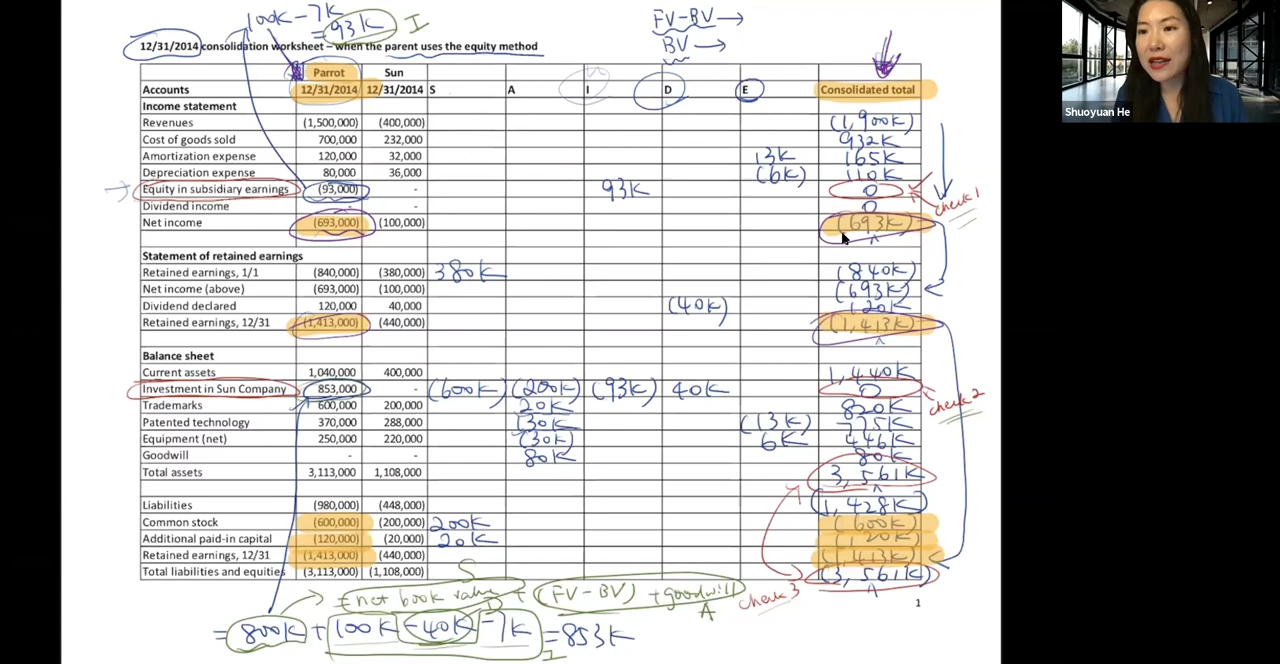 100K - 7K
= 93K I
FV-BV →
BV →
12/31/2014 consolidation worksheet – when the parent uses the equity method
Parrot Sun
Accounts 12/31/2014 12/31/2014 S A I D E Consolidated total
Income statement
Revenues (1,500,000) (400,000) (1,900K)
Cost of goods sold 700,000 232,000 932K
Amortization expense 120,000 32,000 13K 165K
Depreciation expense 80,000 36,000 (6K) 110K
Equity in subsidiary earnings (93,000) - 93K 0
Dividend income - - 0
check 1
Net income (693,000) (100,000) (693K)
Statement of retained earnings
Retained earnings, 1/1 (840,000) (380,000) 380K (840K)
Net income (above) (693,000) (100,000) (693K)
Dividend declared 120,000 40,000 (40K) 120K
Retained earnings, 12/31 (1,413,000) (440,000) (1,413K)
Balance sheet
Current assets 1,040,000 400,000 1,440K
Investment in Sun Company 853,000 - (600K) (200K) (93K) 40K 0
check 2
Trademarks 600,000 200,000 20K 820K
Patented technology 370,000 288,000 130K (13K) 775K
Equipment (net) 250,000 220,000 (30K) 6K 446K
Goodwill - - 80K 80K
Total assets 3,113,000 1,108,000 3,561K
Liabilities (980,000) (448,000) (1,428K)
Common stock (600,000) (200,000) 200K (600K)
Additional paid-in capital (120,000) (20,000) 20K (120K)
Retained earnings, 12/31 (1,413,000) (440,000) (1,413K)
Total liabilities and equities (3,113,000) (1,108,000) (3,561K)
check 3
S
= net book value + (FV-BV) + goodwill
A
D
= 800K + 100K - 40K - 7K = 853K
I
1
Shuoyuan He